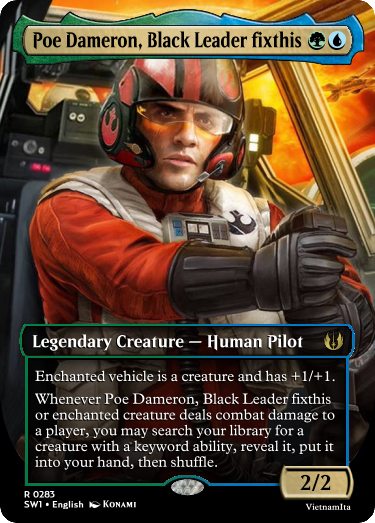 Poe Dameron, Black Leader fixthis
Legendary Creature — Human Pilot
Enchanted vehicle is a creature and has +1/+1.
Whenever Poe Dameron, Black Leader fixthis
or enchanted creature deals combat damage to
a player, you may search your library for a
creature with a keyword ability, reveal it, put it
into your hand, then shuffle.
2/2
R 0283
SW1 • English KONAMI
VietnamIta